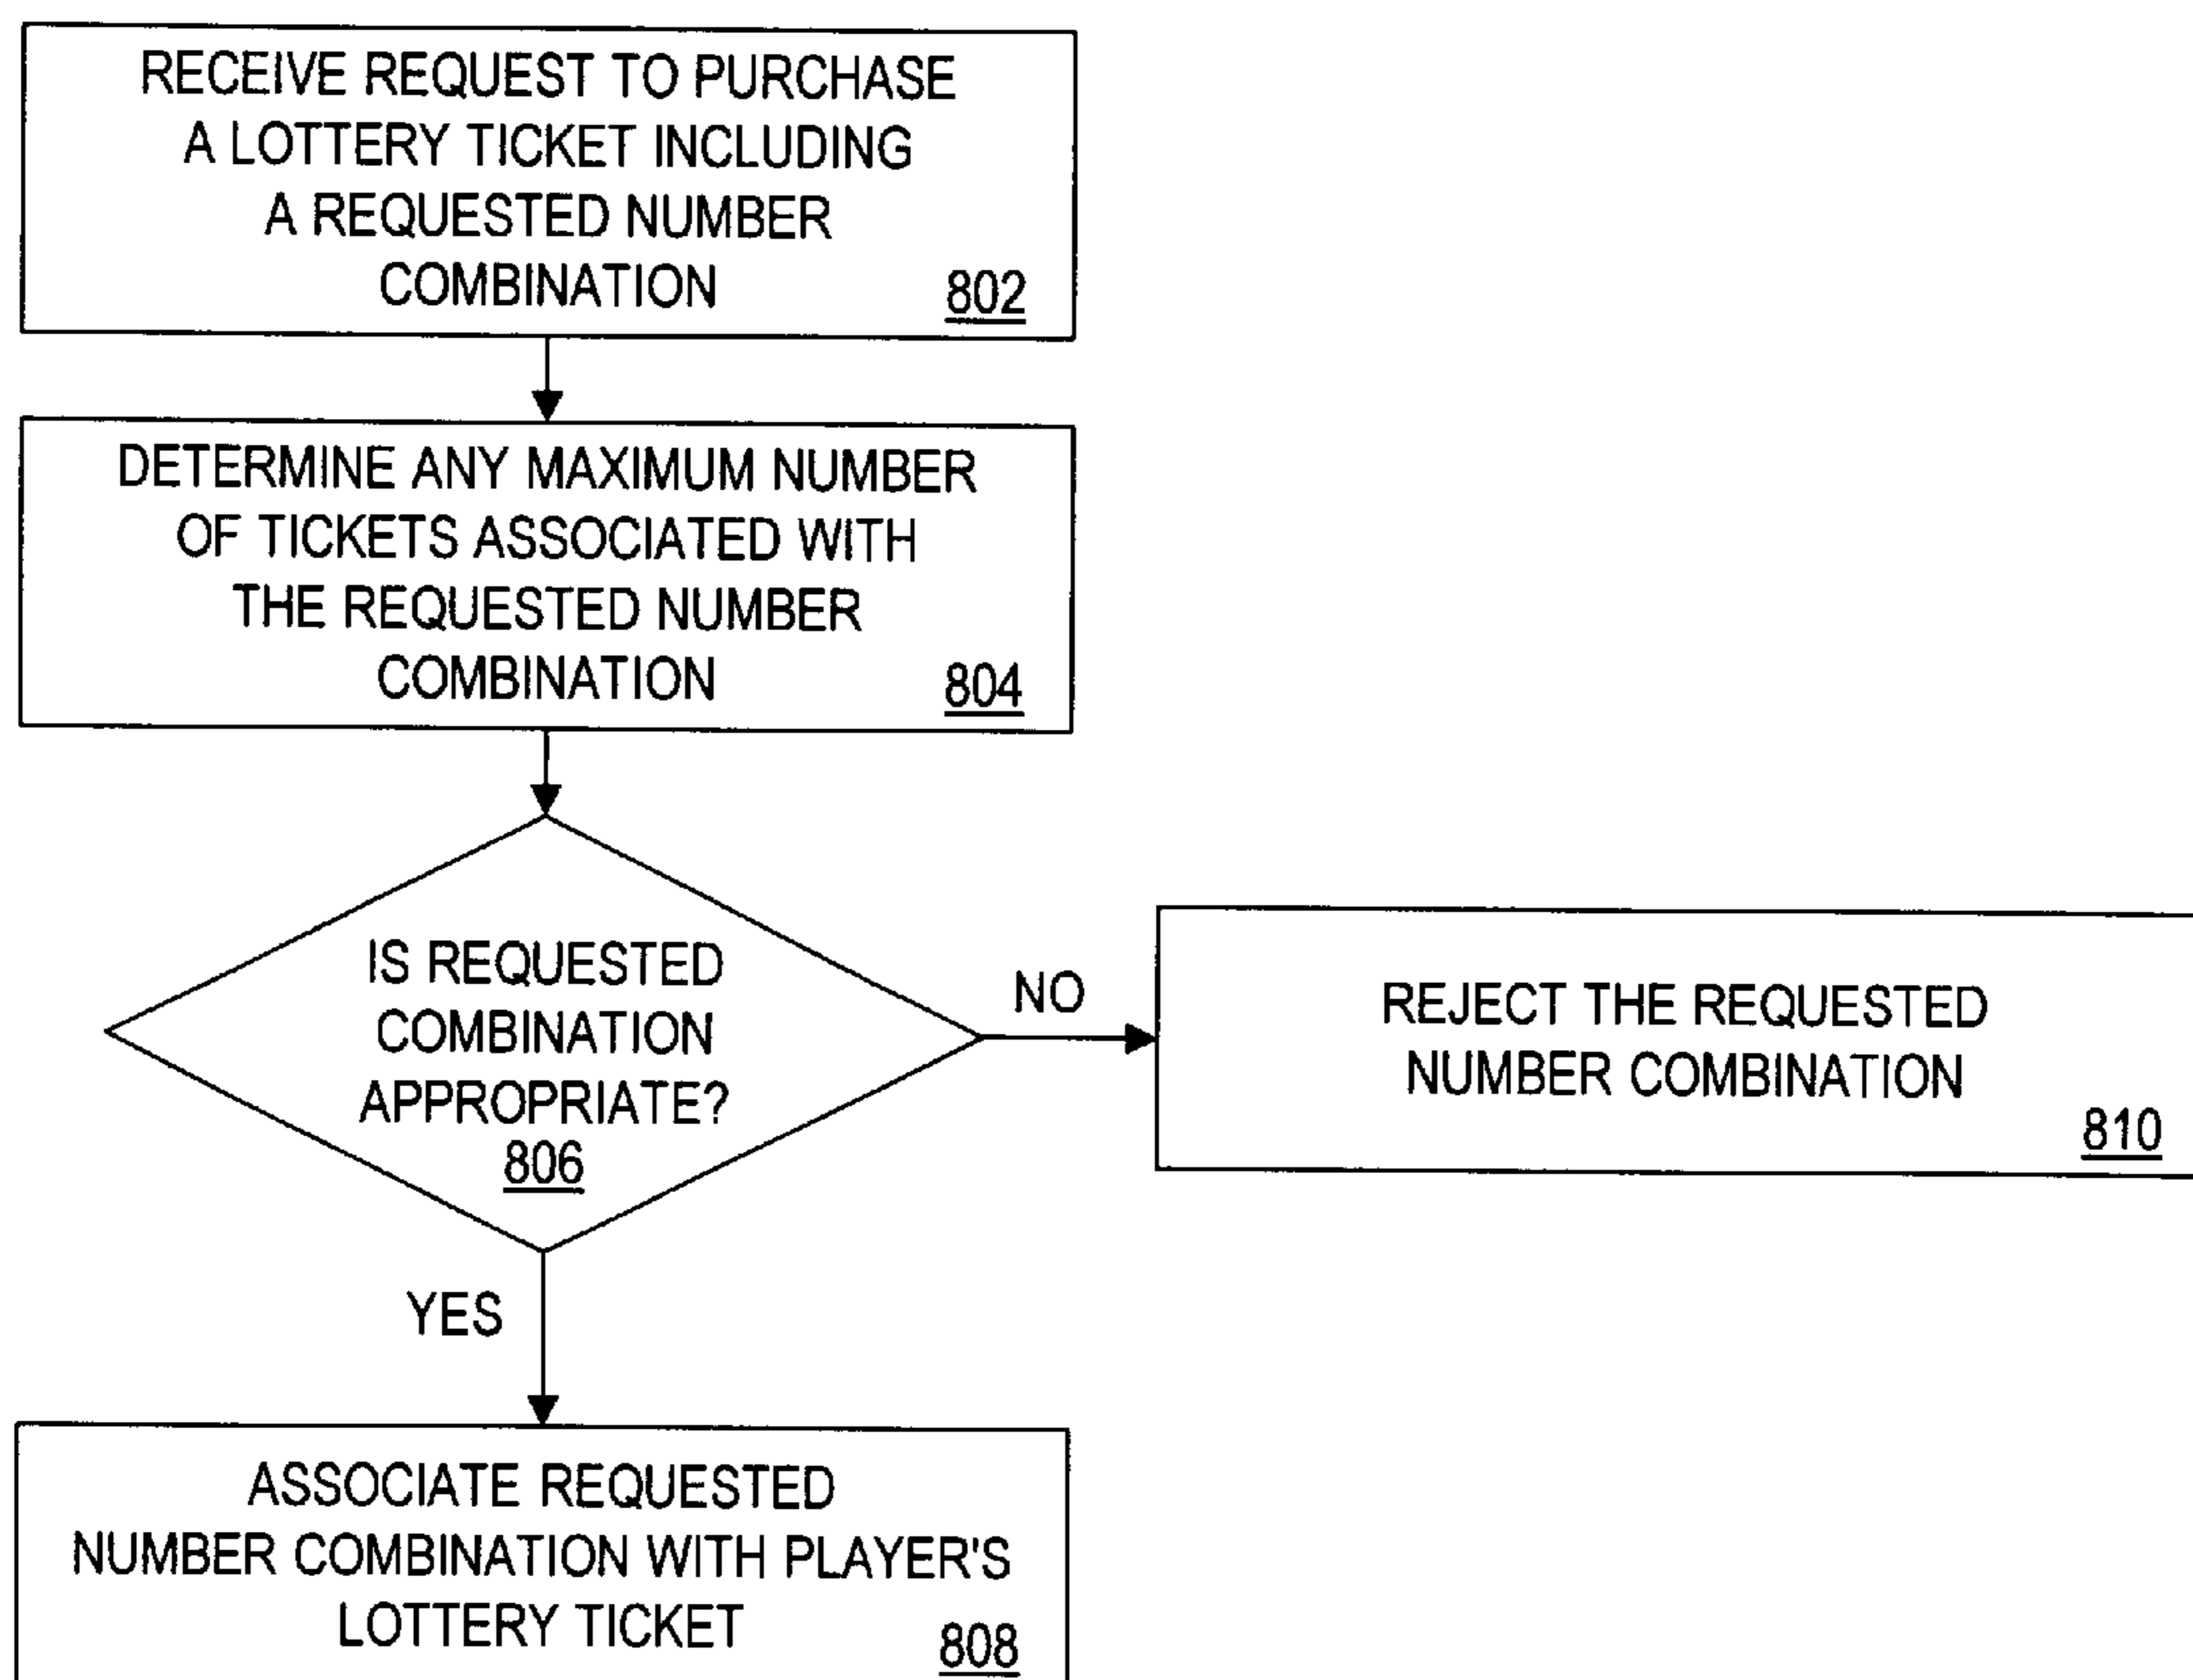 RECEIVE REQUEST TO PURCHASE
A LOTTERY TICKET INCLUDING
A REQUESTED NUMBER
COMBINATION
802
DETERMINE ANY MAXIMUM NUMBER
OF TICKETS ASSOCIATED WITH
THE REQUESTED NUMBER
COMBINATION
804
IS REQUESTED
COMBINATION
APPROPRIATE?
806
NO
REJECT THE REQUESTED
NUMBER COMBINATION
810
YES
ASSOCIATE REQUESTED
NUMBER COMBINATION WITH PLAYER'S
LOTTERY TICKET
808